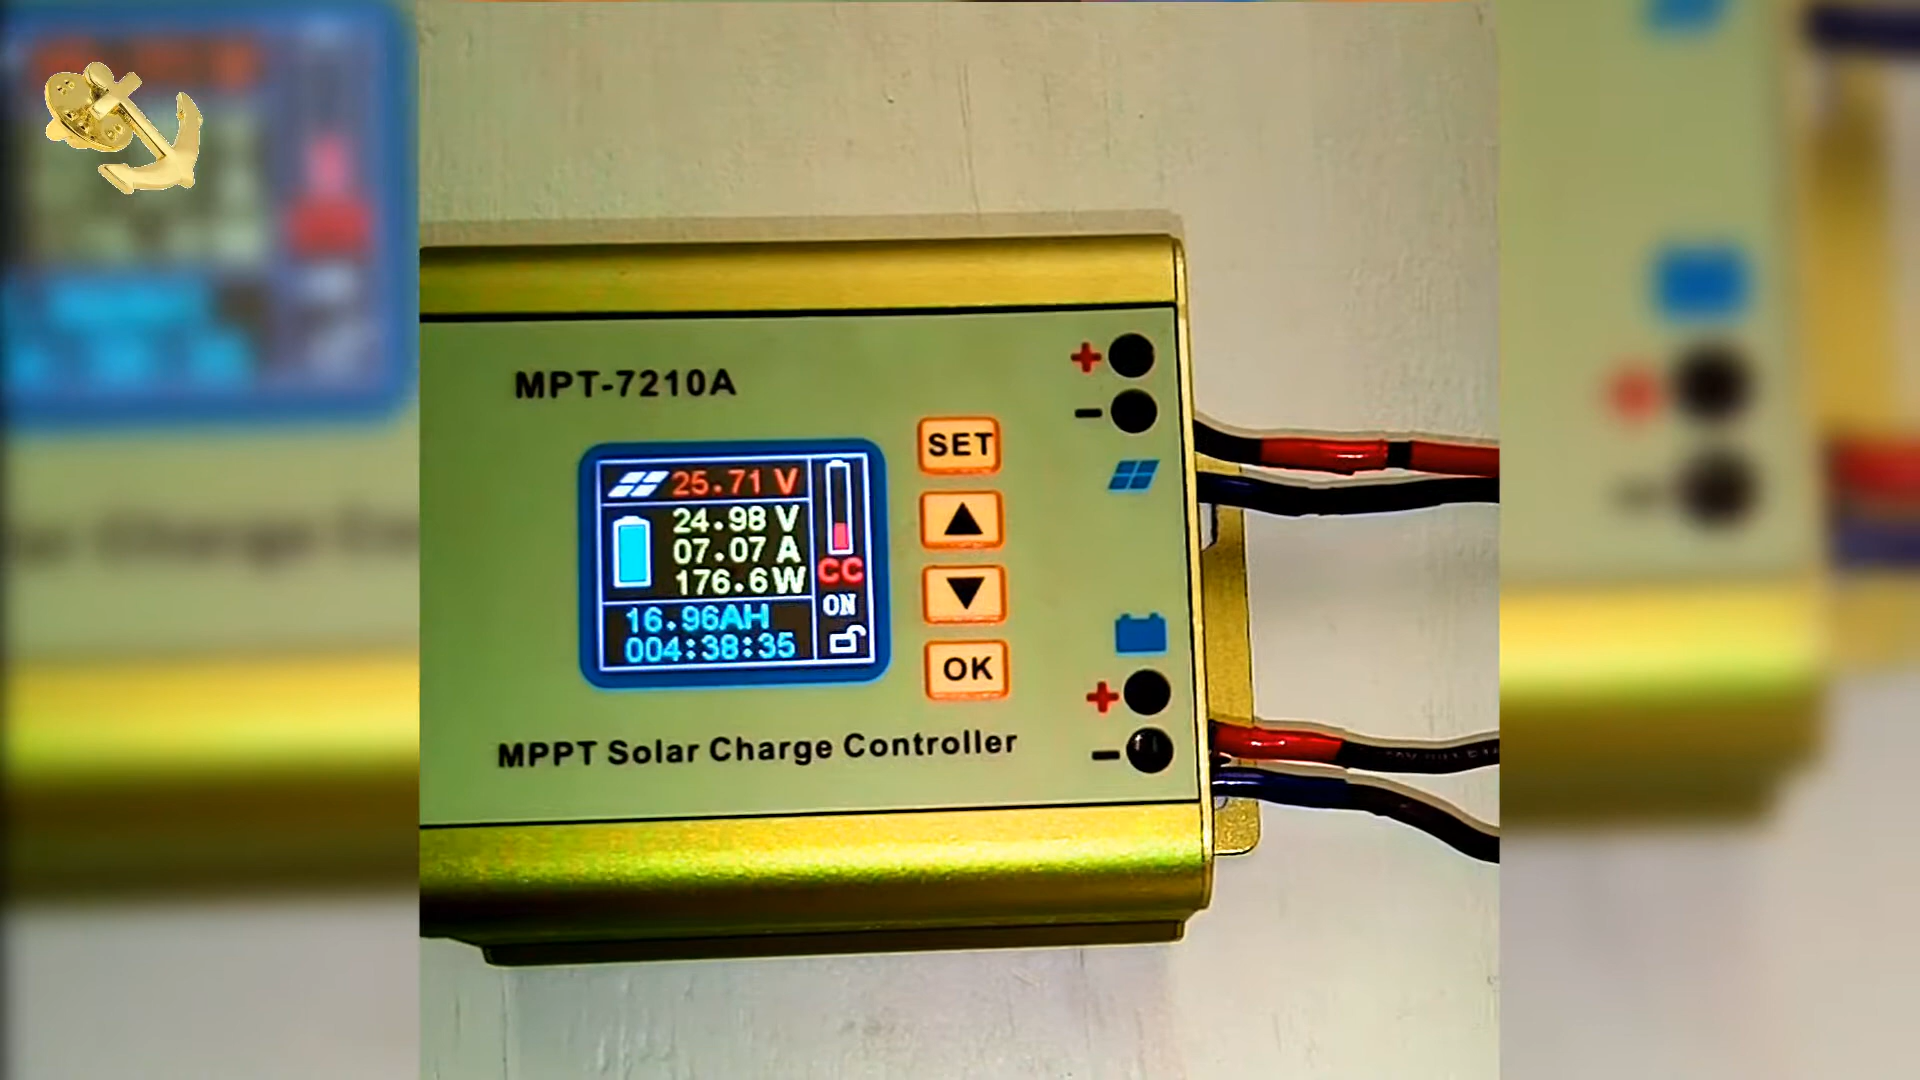 MPT-7210A
25.71 V
24.98 V
07.07 A
176.6W
16.96AH
004:38:35
CC
ON
SET
OK
+
-
+
-
MPPT Solar Charge Controller